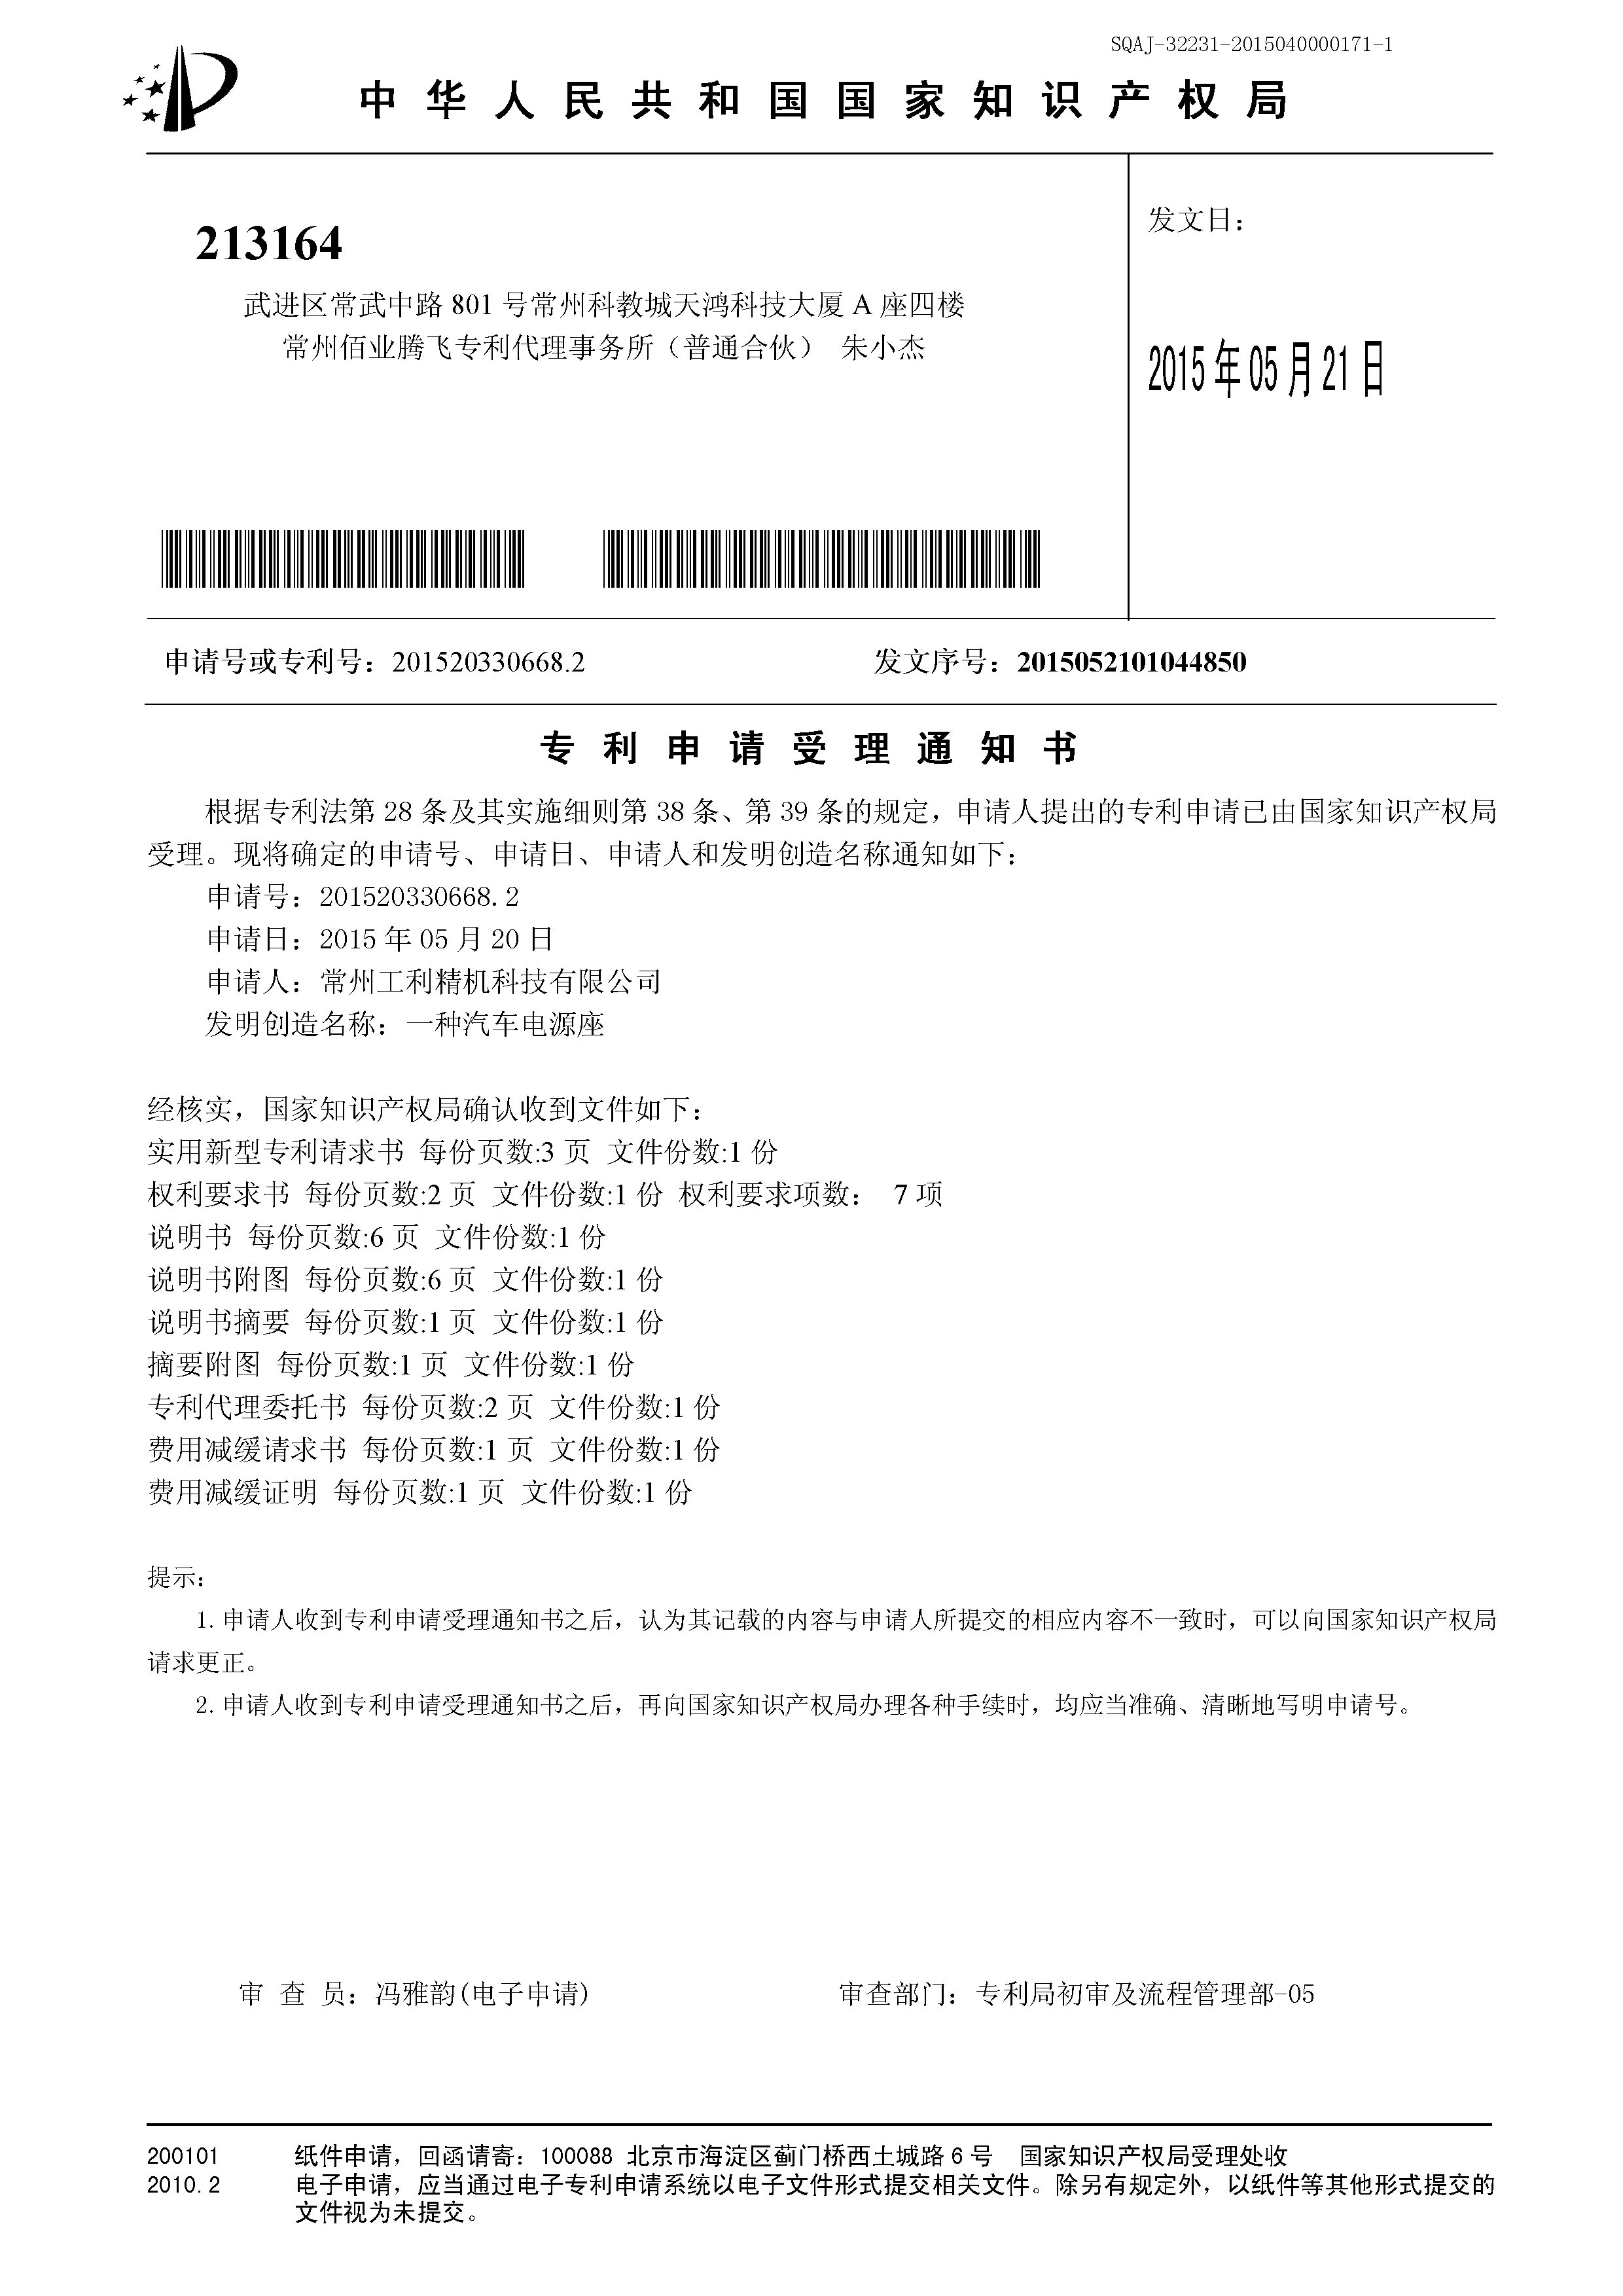 SQAJ-32231-2015040000171-1
中华人民共和国国家知识产权局
213164
武进区常武中路 801 号常州科教城天鸿科技大厦 A 座四楼
常州佰业腾飞专利代理事务所（普通合伙） 朱小杰
发文日：
2015 年 05 月 21 日
申请号或专利号：201520330668.2
发文序号：2015052101044850
专利申请受理通知书
根据专利法第 28 条及其实施细则第 38 条、第 39 条的规定，申请人提出的专利申请已由国家知识产权局
受理。现将确定的申请号、申请日、申请人和发明创造名称通知如下：
申请号：201520330668.2
申请日：2015 年 05 月 20 日
申请人：常州工利精机科技有限公司
发明创造名称：一种汽车电源座
经核实，国家知识产权局确认收到文件如下：
实用新型专利请求书 每份页数:3 页 文件份数:1 份
权利要求书 每份页数:2 页 文件份数:1 份 权利要求项数： 7 项
说明书 每份页数:6 页 文件份数:1 份
说明书附图 每份页数:6 页 文件份数:1 份
说明书摘要 每份页数:1 页 文件份数:1 份
摘要附图 每份页数:1 页 文件份数:1 份
专利代理委托书 每份页数:2 页 文件份数:1 份
费用减缓请求书 每份页数:1 页 文件份数:1 份
费用减缓证明 每份页数:1 页 文件份数:1 份
提示：
1. 申请人收到专利申请受理通知书之后，认为其记载的内容与申请人所提交的相应内容不一致时，可以向国家知识产权局
请求更正。
2. 申请人收到专利申请受理通知书之后，再向国家知识产权局办理各种手续时，均应当准确、清晰地写明申请号。
审 查 员：冯雅韵(电子申请)
审查部门：专利局初审及流程管理部-05
200101 纸件申请，回函请寄：100088 北京市海淀区蓟门桥西土城路 6 号 国家知识产权局受理处收
2010.2 电子申请，应当通过电子专利申请系统以电子文件形式提交相关文件。除另有规定外，以纸件等其他形式提交的
文件视为未提交。